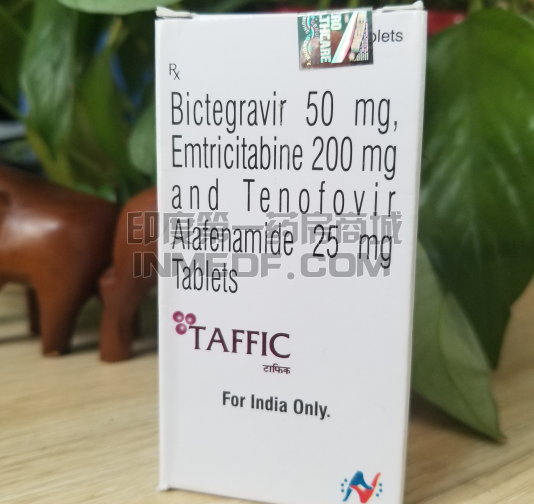 blets
Rx
Bictegravir 50 mg,
Emtricitabine 200 mg
and Tenofovir
Alafenamide 25 mg
Tablets
印度第一药房商城
INMEDF.COM
TAFFIC
टाफिक
For India Only.